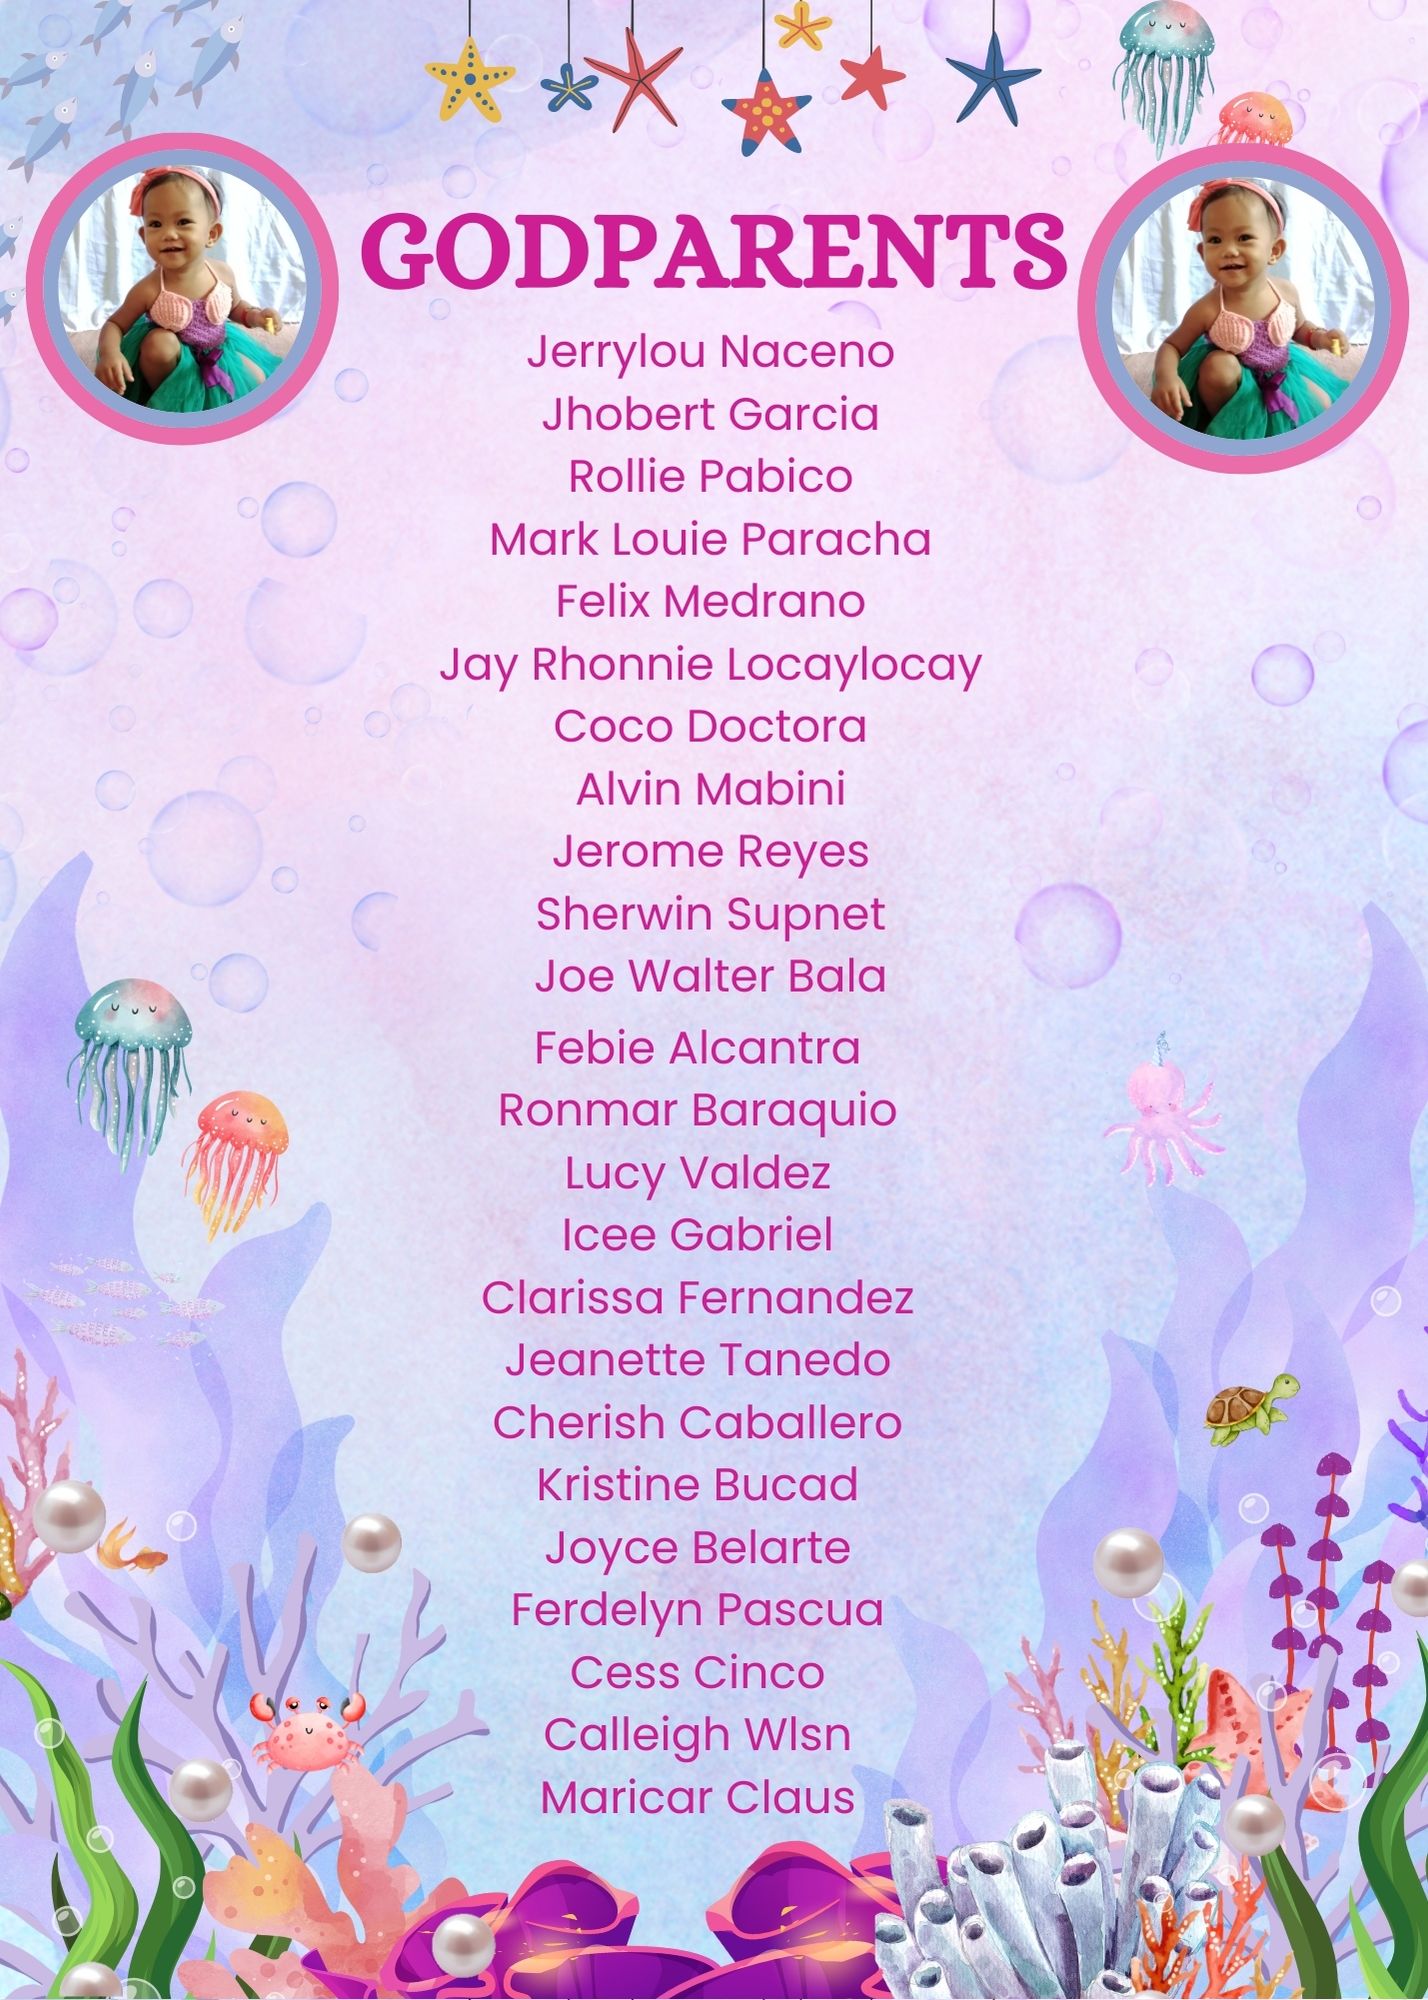 GODPARENTS
Jerrylou Naceno
Jhobert Garcia
Rollie Pabico
Mark Louie Paracha
Felix Medrano
Jay Rhonnie Locaylocay
Coco Doctora
Alvin Mabini
Jerome Reyes
Sherwin Supnet
Joe Walter Bala
Febie Alcantra
Ronmar Baraquio
Lucy Valdez
Icee Gabriel
Clarissa Fernandez
Jeanette Tanedo
Cherish Caballero
Kristine Bucad
Joyce Belarte
Ferdelyn Pascua
Cess Cinco
Calleigh Wlsn
Maricar Claus